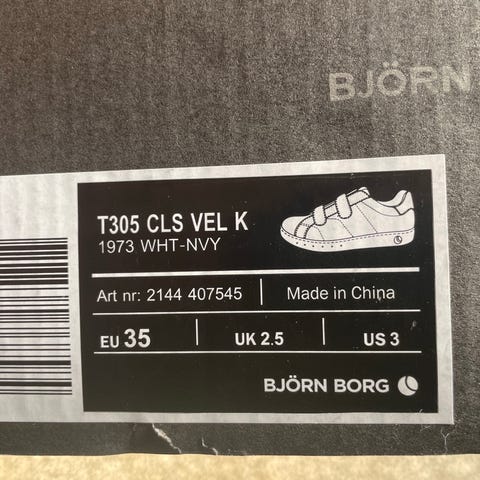 BJÖRN
T305 CLS VEL K
1973 WHT-NVY
Art nr: 2144 407545 Made in China
EU 35 UK 2.5 US 3
BJÖRN BORG